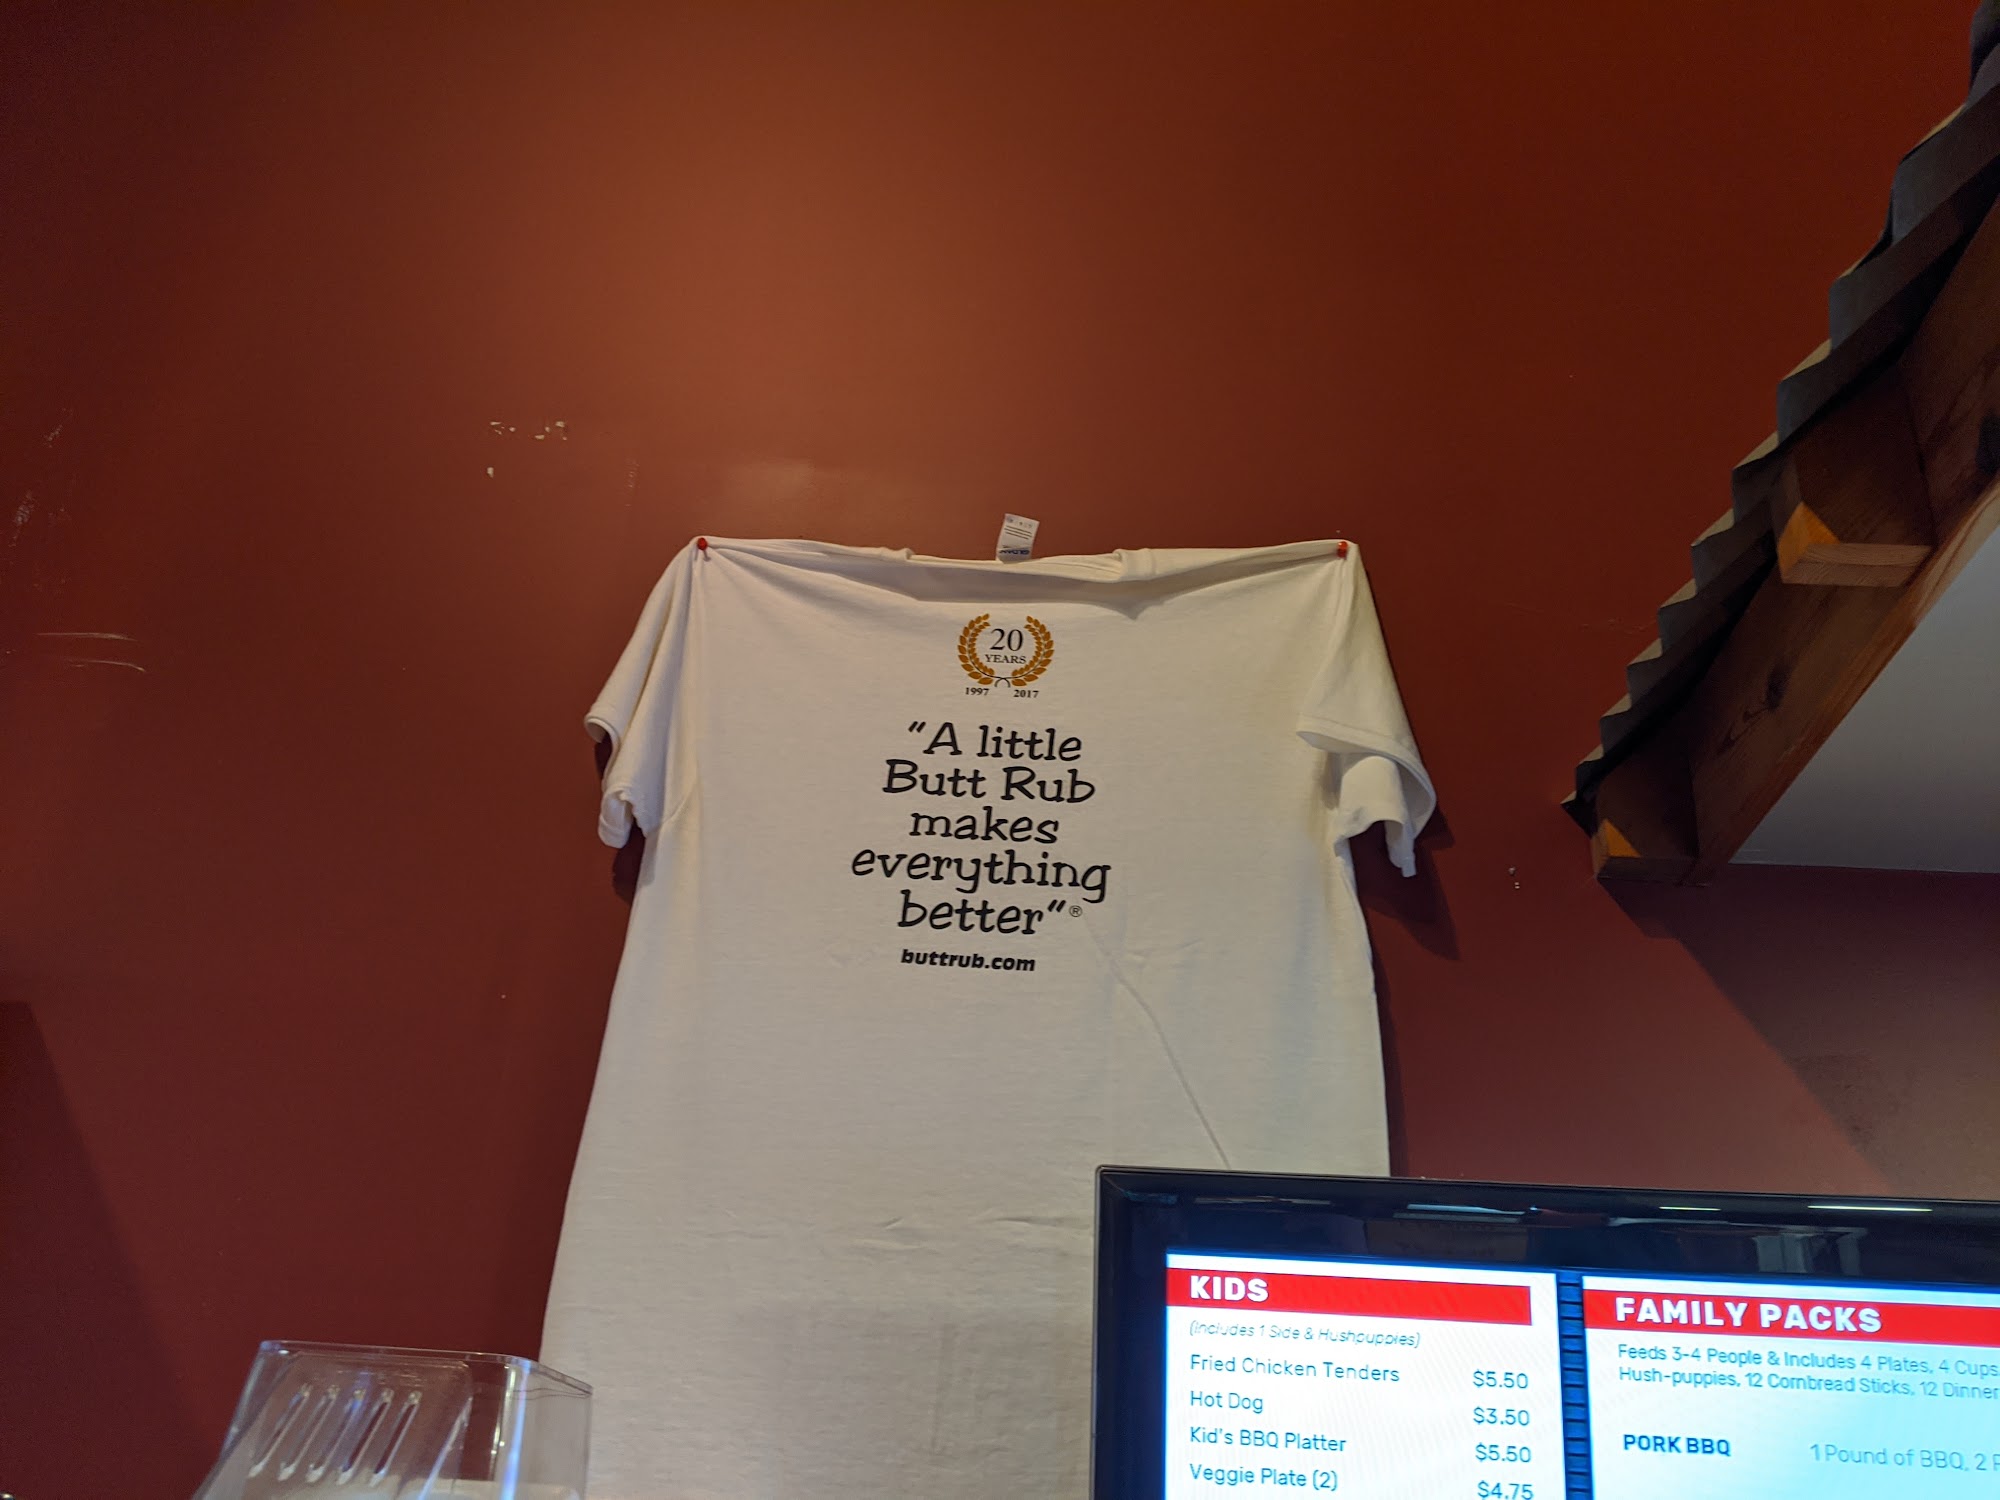 20
YEARS
1997 2017
“A little
Butt Rub
makes
everything
better“®
buttrub.com
KIDS
(Includes 1 Side & Hushpuppies)
Fried Chicken Tenders $5.50
Hot Dog $3.50
Kid's BBQ Platter $5.50
Veggie Plate (2) $4.75
FAMILY PACKS
Feeds 3-4 People & Includes 4 Plates, 4 Cups
Hush-puppies, 12 Cornbread Sticks, 12 Dinner
PORK BBQ 1 Pound of BBQ, 2